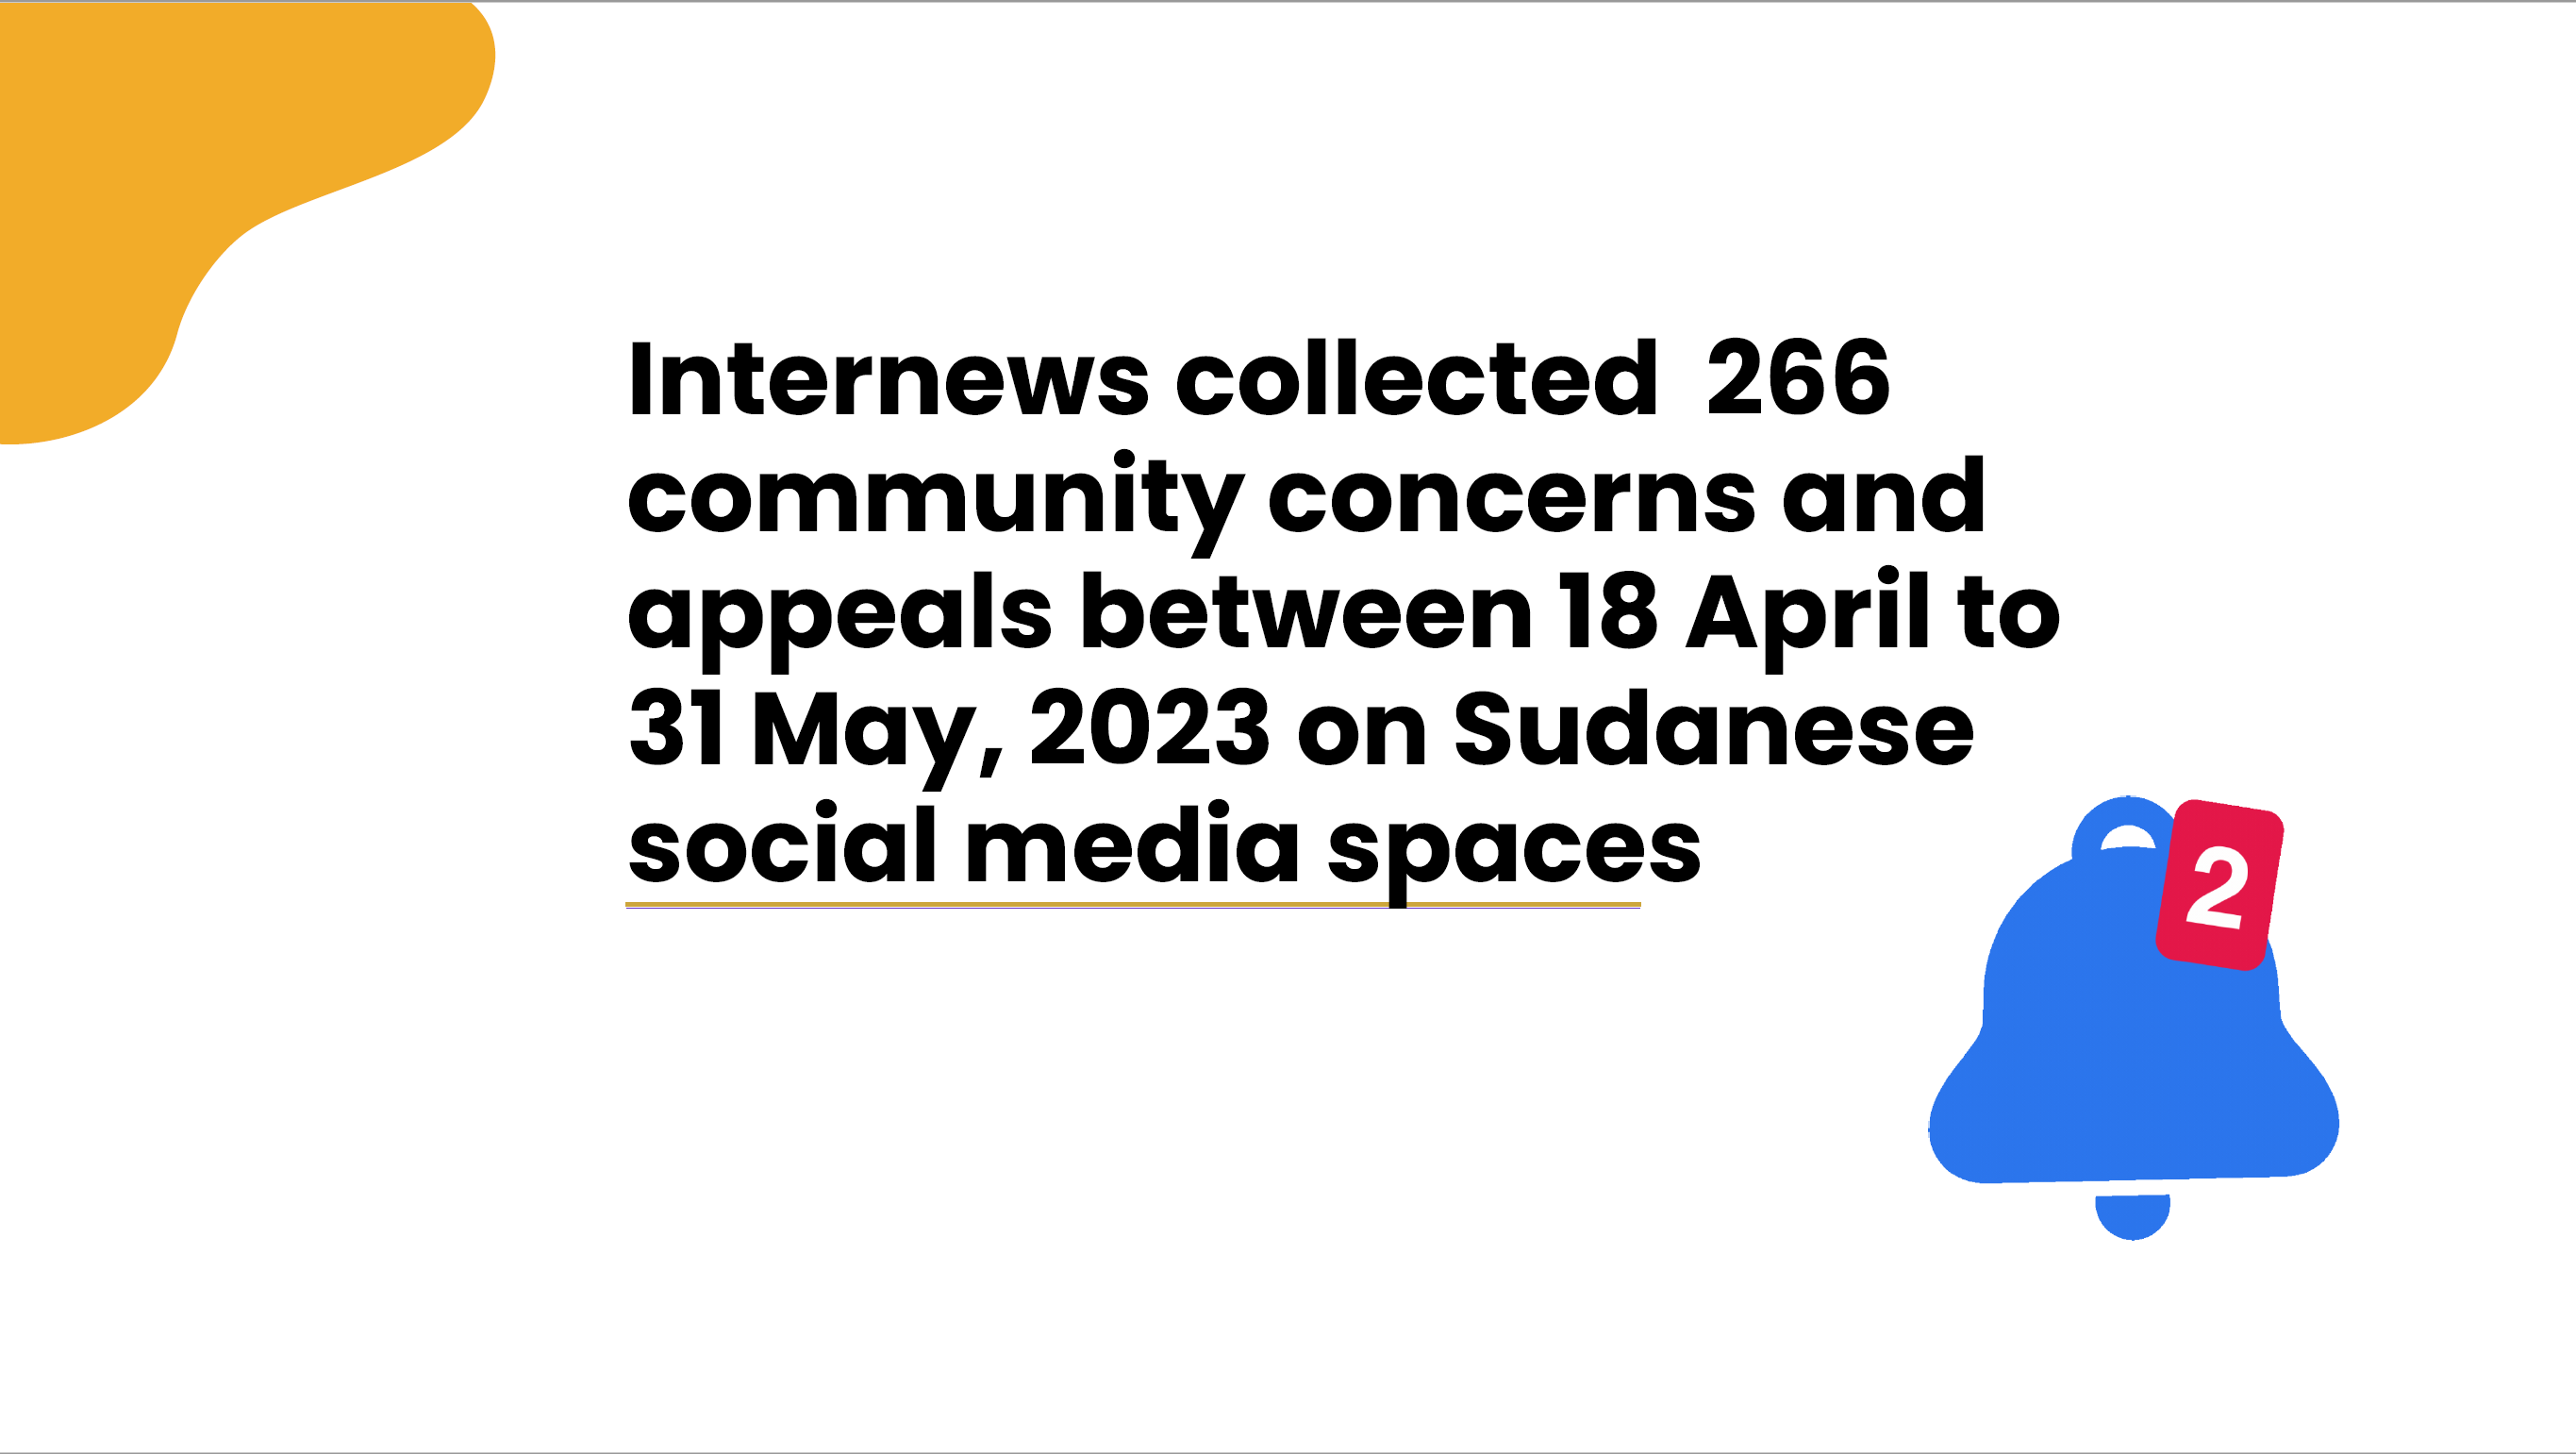 Internews collected  266
community concerns and
appeals between 18 April to
31 May, 2023 on Sudanese
social media spaces
2